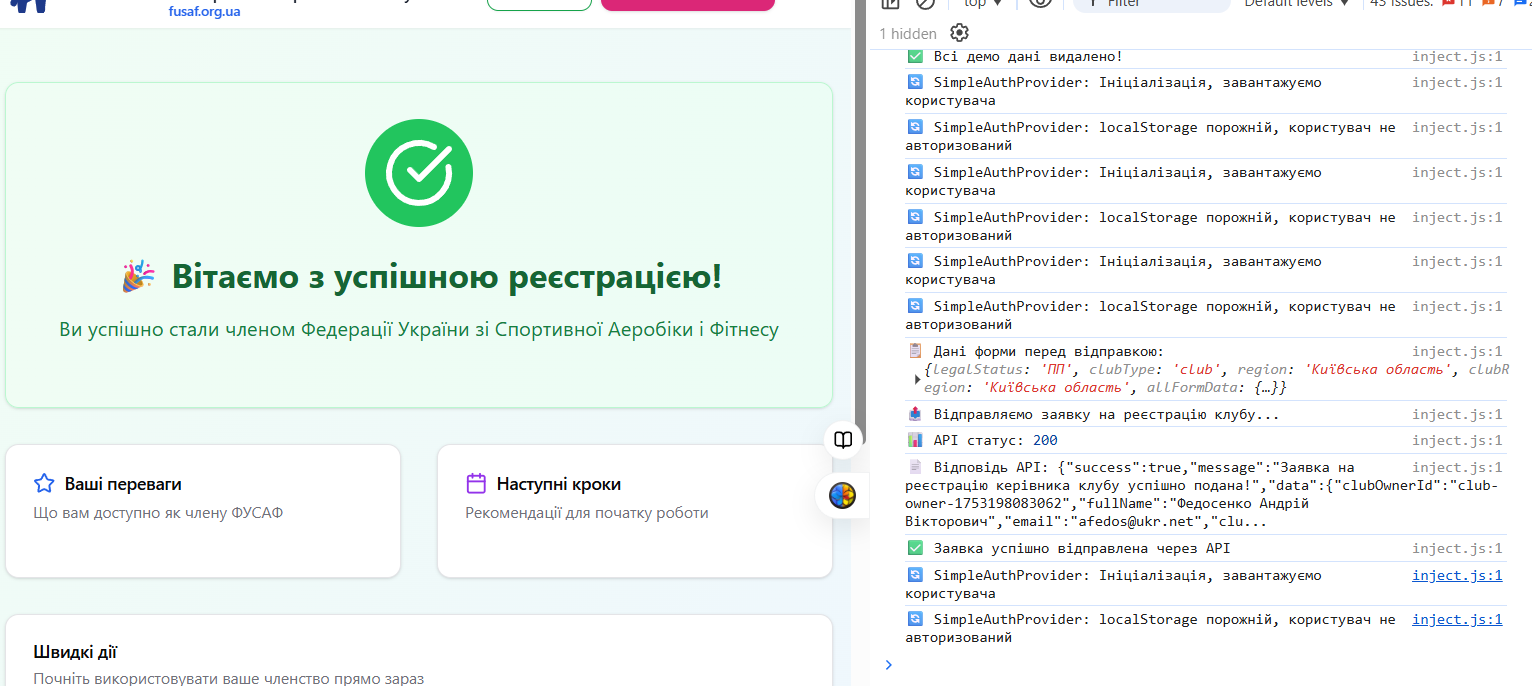 fusaf.org.ua
🎉 Вітаємо з успішною реєстрацією!
Ви успішно стали членом Федерації України зі Спортивної Аеробіки і Фітнесу
Ваші переваги
Що вам доступно як члену ФУСАФ
Наступні кроки
Рекомендації для початку роботи
Швидкі дії
Почніть використовувати ваше членство прямо зараз
top
Filter
Default levels
43 Issues:
11
7
1 hidden
✅ Всі демо дані видалено! inject.js:1
🔄 SimpleAuthProvider: Ініціалізація, завантажуємо inject.js:1
користувача
🔄 SimpleAuthProvider: localStorage порожній, користувач не inject.js:1
авторизований
🔄 SimpleAuthProvider: Ініціалізація, завантажуємо inject.js:1
користувача
🔄 SimpleAuthProvider: localStorage порожній, користувач не inject.js:1
авторизований
🔄 SimpleAuthProvider: Ініціалізація, завантажуємо inject.js:1
користувача
🔄 SimpleAuthProvider: localStorage порожній, користувач не inject.js:1
авторизований
📋 Дані форми перед відправкою: inject.js:1
{legalStatus: 'ПП', clubType: 'club', region: 'Київська область', clubR
egion: 'Київська область', allFormData: {…}}
📤 Відправляємо заявку на реєстрацію клубу... inject.js:1
📊 API статус: 200 inject.js:1
📄 Відповідь API: {"success":true,"message":"Заявка на inject.js:1
реєстрацію керівника клубу успішно подана!","data":{"clubOwnerId":"club-
owner-1753198083062","fullName":"Федосенко Андрій
Вікторович","email":"afedos@ukr.net","clu...
✅ Заявка успішно відправлена через API inject.js:1
🔄 SimpleAuthProvider: Ініціалізація, завантажуємо inject.js:1
користувача
🔄 SimpleAuthProvider: localStorage порожній, користувач не inject.js:1
авторизований